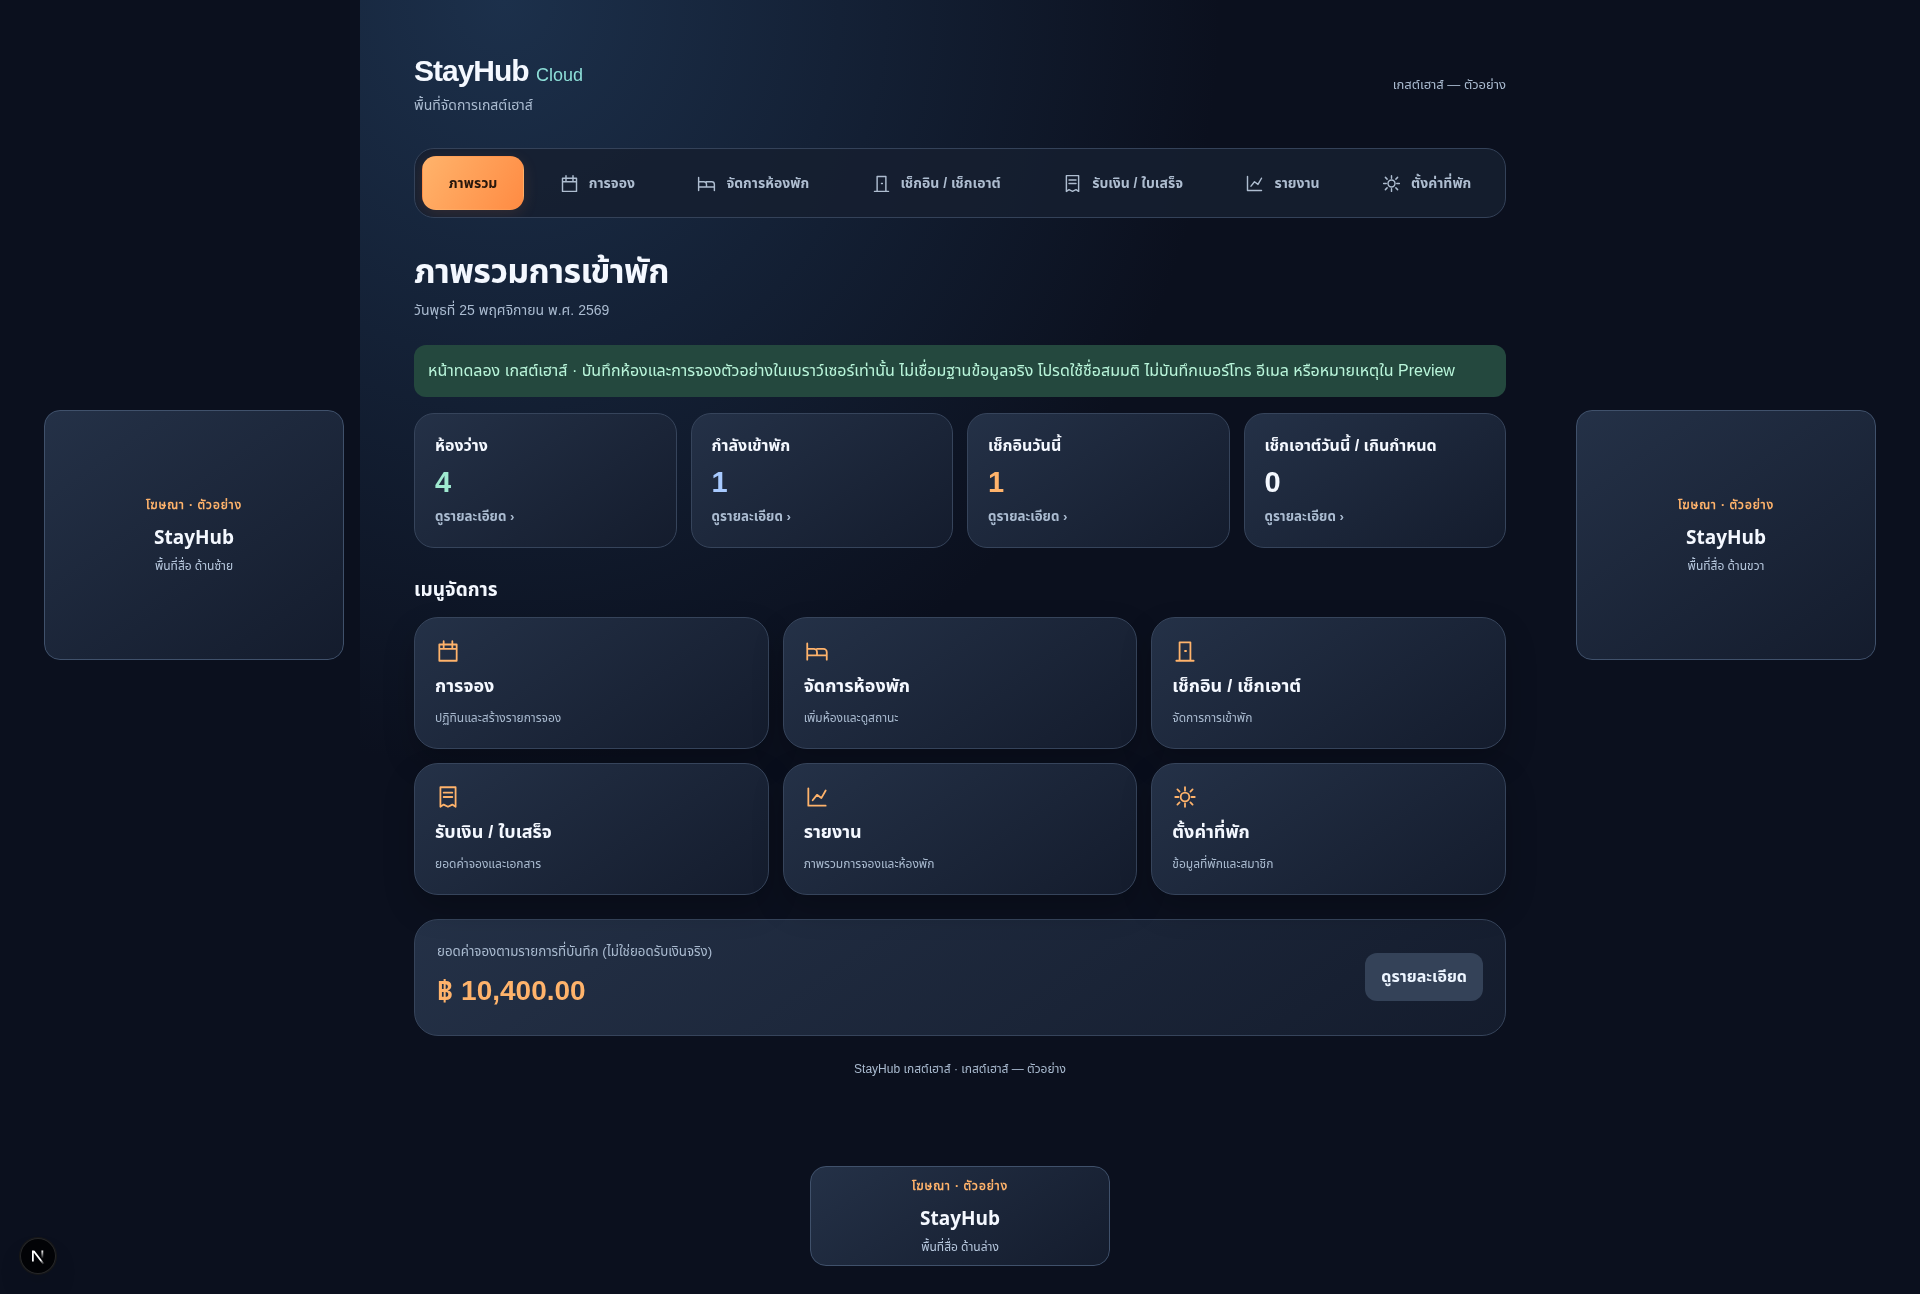 StayHub Cloud
พื้นที่จัดการเกสต์เฮาส์
เกสต์เฮาส์ — ตัวอย่าง
ภาพรวม
การจอง
จัดการห้องพัก
เช็กอิน / เช็กเอาต์
รับเงิน / ใบเสร็จ
รายงาน
ตั้งค่าที่พัก
ภาพรวมการเข้าพัก
วันพุธที่ 25 พฤศจิกายน พ.ศ. 2569
หน้าทดลอง เกสต์เฮาส์ · บันทึกห้องและการจองตัวอย่างในเบราว์เซอร์เท่านั้น ไม่เชื่อมฐานข้อมูลจริง โปรดใช้ชื่อสมมติ ไม่บันทึกเบอร์โทร อีเมล หรือหมายเหตุใน Preview
ห้องว่าง
4
ดูรายละเอียด ›
กำลังเข้าพัก
1
ดูรายละเอียด ›
เช็กอินวันนี้
1
ดูรายละเอียด ›
เช็กเอาต์วันนี้ / เกินกำหนด
0
ดูรายละเอียด ›
โฆษณา · ตัวอย่าง
StayHub
พื้นที่สื่อ ด้านซ้าย
โฆษณา · ตัวอย่าง
StayHub
พื้นที่สื่อ ด้านขวา
เมนูจัดการ
การจอง
ปฏิทินและสร้างรายการจอง
จัดการห้องพัก
เพิ่มห้องและดูสถานะ
เช็กอิน / เช็กเอาต์
จัดการการเข้าพัก
รับเงิน / ใบเสร็จ
ยอดค่าจองและเอกสาร
รายงาน
ภาพรวมการจองและห้องพัก
ตั้งค่าที่พัก
ข้อมูลที่พักและสมาชิก
ยอดค่าจองตามรายการที่บันทึก (ไม่ใช่ยอดรับเงินจริง)
฿ 10,400.00
ดูรายละเอียด
StayHub เกสต์เฮาส์ · เกสต์เฮาส์ — ตัวอย่าง
โฆษณา · ตัวอย่าง
StayHub
พื้นที่สื่อ ด้านล่าง
N